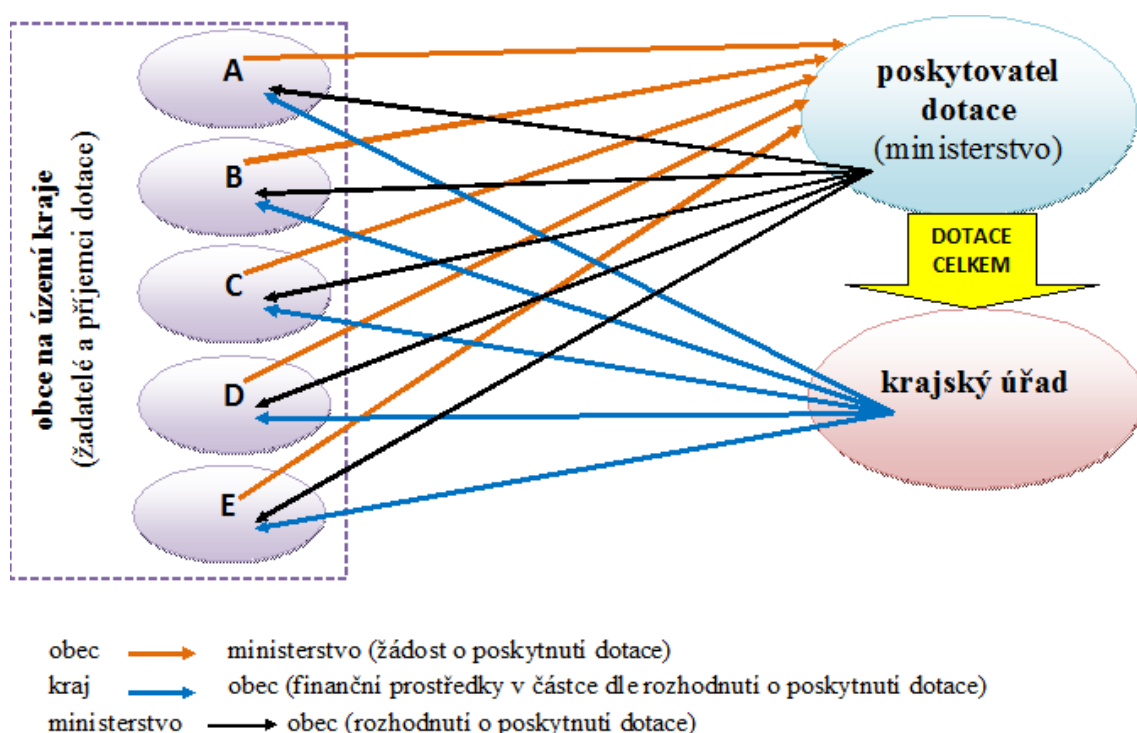 obce na území kraje
(žadatelé a příjemci dotace)
A
B
C
D
E
poskytovatel
dotace
(ministerstvo)
DOTACE
CELKEM
krajský úřad
obec ministerstvo (žádost o poskytnutí dotace)
kraj obec (finanční prostředky v částce dle rozhodnutí o poskytnutí dotace)
ministerstvo obec (rozhodnutí o poskytnutí dotace)